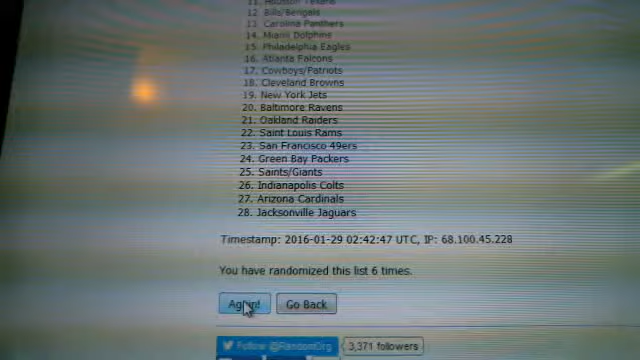 11. Houston Texans
12. Bills/Bengals
13. Carolina Panthers
14. Miami Dolphins
15. Philadelphia Eagles
16. Atlanta Falcons
17. Cowboys/Patriots
18. Cleveland Browns
19. New York Jets
20. Baltimore Ravens
21. Oakland Raiders
22. Saint Louis Rams
23. San Francisco 49ers
24. Green Bay Packers
25. Saints/Giants
26. Indianapolis Colts
27. Arizona Cardinals
28. Jacksonville Jaguars
Timestamp: 2016-01-29 02:42:47 UTC, IP: 68.100.45.228
You have randomized this list 6 times.
Again! Go Back
Follow @RandomOrg 3,371 followers